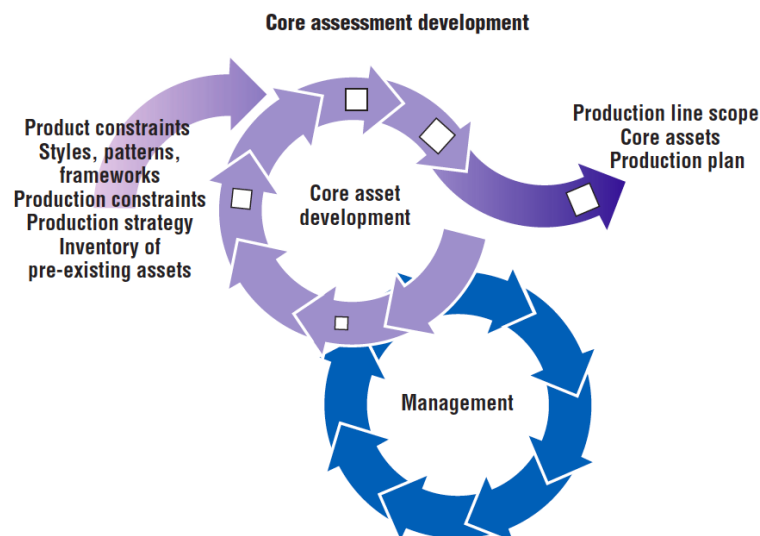 Core assessment development
Product constraints
Styles, patterns,
frameworks
Production constraints
Production strategy
Inventory of
pre-existing assets
Core asset
development
Production line scope
Core assets
Production plan
Management